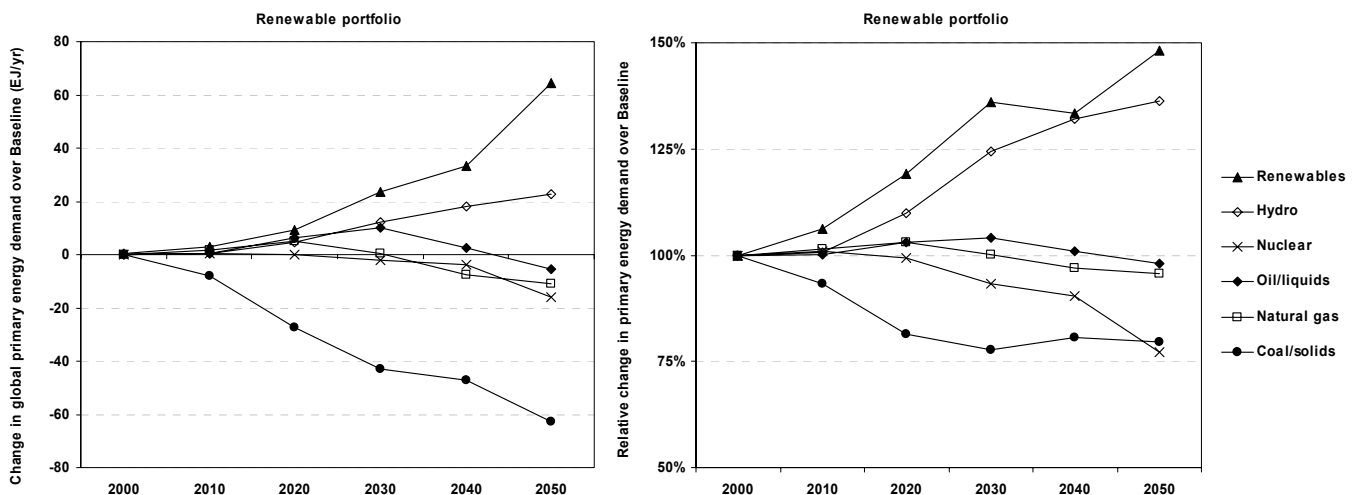 Renewable portfolio
Change in global primary energy demand over Baseline (EJ/yr)
80
60
40
20
0
-20
-40
-60
-80
2000 2010 2020 2030 2040 2050
Renewable portfolio
Relative change in primary energy demand over Baseline
150%
125%
100%
75%
50%
2000 2010 2020 2030 2040 2050
Renewables
Hydro
Nuclear
Oil/liquids
Natural gas
Coal/solids